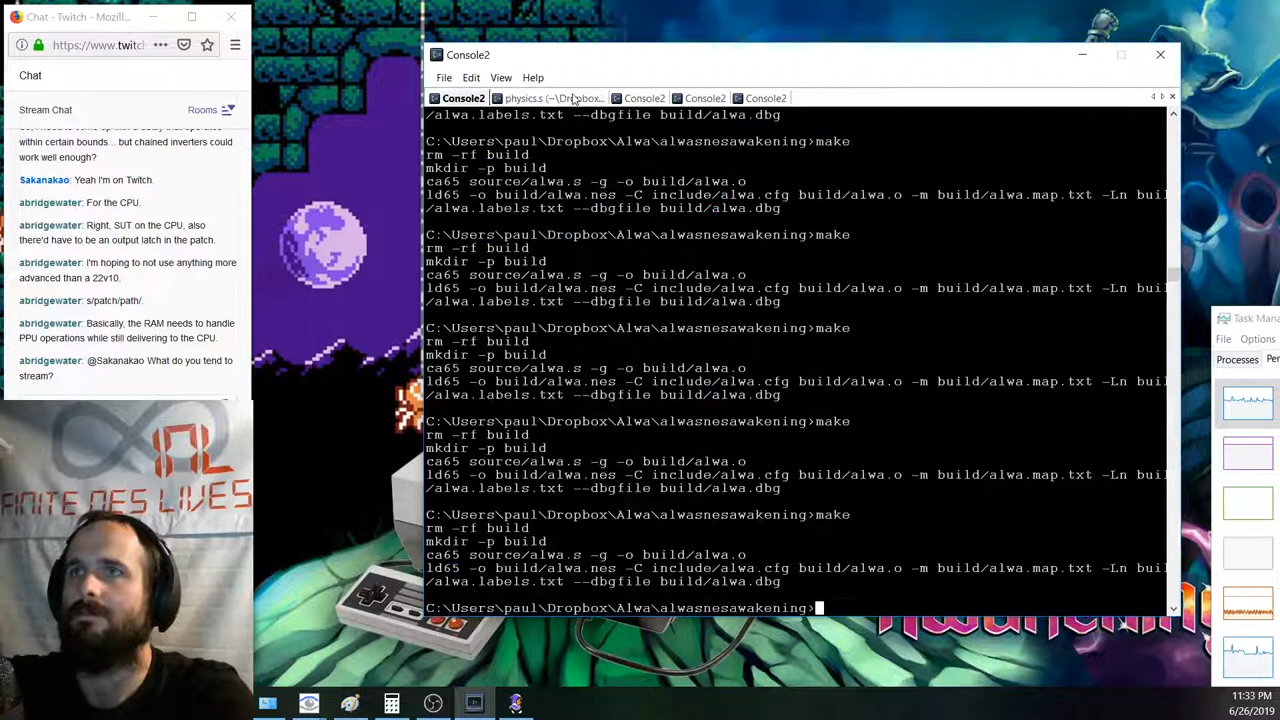 Chat - Twitch - Mozill...
https://www.twitch
Chat
Stream Chat
Rooms
within certain bounds... but chained inverters could
work well enough?
Sakanakao: Yeah I'm on Twitch.
abridgewater: For the CPU.
abridgewater: Right, SUT on the CPU, also
there'd have to be an output latch in the patch.
abridgewater: I'm hoping to not use anything more
advanced than a 22v10.
abridgewater: s/patch/path/.
abridgewater: Basically, the RAM needs to handle
PPU operations while still delivering to the CPU.
abridgewater: @Sakanakao What do you tend to
stream?
FINITE NES LIVES
Console2
File Edit View Help
Console2 physics.s (~\Dropbox... Console2 Console2 Console2
/alwa.labels.txt --dbgfile build/alwa.dbg
C:\Users\paul\Dropbox\Alwa\alwasnesawakening>make
rm -rf build
mkdir -p build
ca65 source/alwa.s -g -o build/alwa.o
ld65 -o build/alwa.nes -C include/alwa.cfg build/alwa.o -m build/alwa.map.txt -Ln buil
/alwa.labels.txt --dbgfile build/alwa.dbg
C:\Users\paul\Dropbox\Alwa\alwasnesawakening>make
rm -rf build
mkdir -p build
ca65 source/alwa.s -g -o build/alwa.o
ld65 -o build/alwa.nes -C include/alwa.cfg build/alwa.o -m build/alwa.map.txt -Ln buil
/alwa.labels.txt --dbgfile build/alwa.dbg
C:\Users\paul\Dropbox\Alwa\alwasnesawakening>make
rm -rf build
mkdir -p build
ca65 source/alwa.s -g -o build/alwa.o
ld65 -o build/alwa.nes -C include/alwa.cfg build/alwa.o -m build/alwa.map.txt -Ln buil
/alwa.labels.txt --dbgfile build/alwa.dbg
C:\Users\paul\Dropbox\Alwa\alwasnesawakening>make
rm -rf build
mkdir -p build
ca65 source/alwa.s -g -o build/alwa.o
ld65 -o build/alwa.nes -C include/alwa.cfg build/alwa.o -m build/alwa.map.txt -Ln buil
/alwa.labels.txt --dbgfile build/alwa.dbg
C:\Users\paul\Dropbox\Alwa\alwasnesawakening>make
rm -rf build
mkdir -p build
ca65 source/alwa.s -g -o build/alwa.o
ld65 -o build/alwa.nes -C include/alwa.cfg build/alwa.o -m build/alwa.map.txt -Ln buil
/alwa.labels.txt --dbgfile build/alwa.dbg
C:\Users\paul\Dropbox\Alwa\alwasnesawakening>
Task Mana
File Options
Processes Per
11:33 PM
6/26/2019